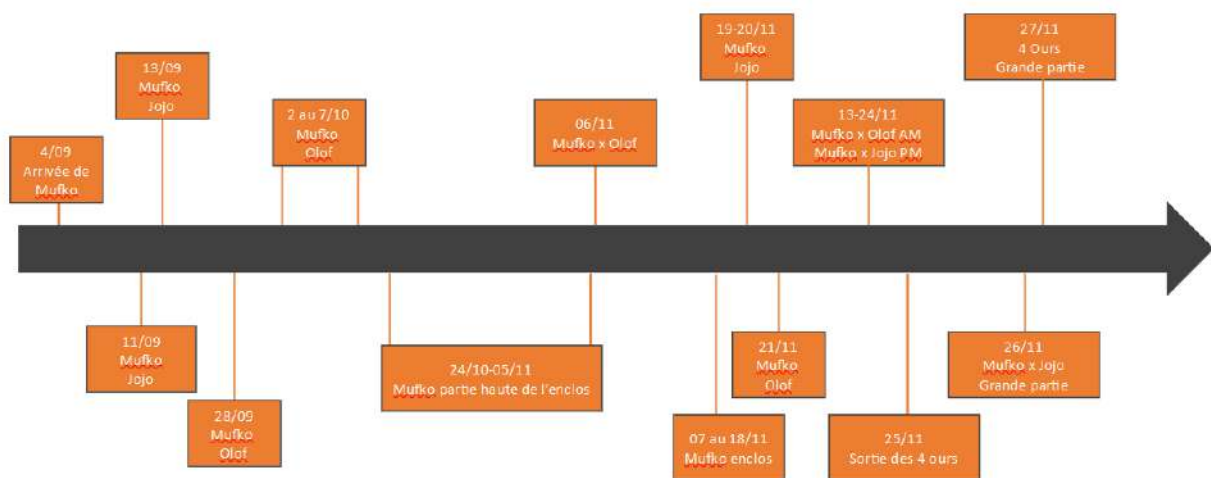 19-20/11
Mufko
Jojo
27/11
4 Ours
Grande partie
13/09
Mufko
Jojo
2 au 7/10
Mufko
Olof
06/11
Mufko x Olof
13-24/11
Mufko x Olof AM
Mufko x Jojo PM
4/09
Arrivée de
Mufko
11/09
Mufko
Jojo
24/10-05/11
Mufko partie haute de l'enclos
21/11
Mufko
Olof
26/11
Mufko x Jojo
Grande partie
28/09
Mufko
Olof
07 au 18/11
Mufko enclos
25/11
Sortie des 4 ours